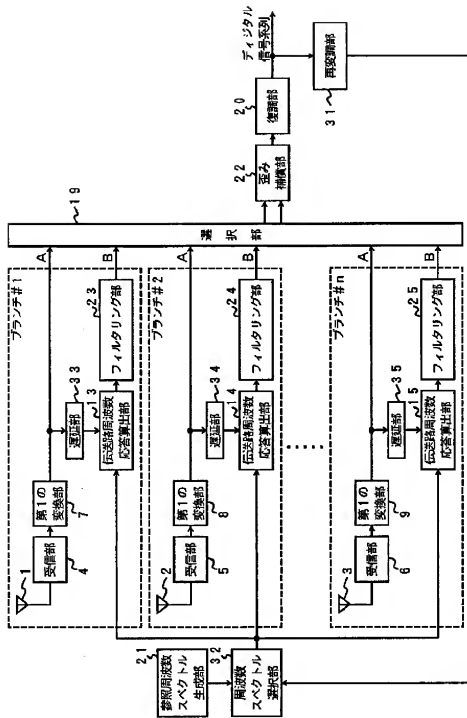 ブランチ#1
1
受信部
4
第1の変換部
7
遅延部
33
伝送路周波数
応答算出部
13
フィルタリング部
23
A
B
ブランチ#2
2
受信部
5
第1の変換部
8
遅延部
34
伝送路周波数
応答算出部
14
フィルタリング部
24
A
B
ブランチ#n
3
受信部
6
第1の変換部
9
遅延部
35
伝送路周波数
応答算出部
15
フィルタリング部
25
A
B
参照周波数
スペクトル
生成部
21
周波数
スペクトル
選択部
32
選択部
19
歪み
補償部
22
復調部
20
ディジタル
信号系列
再変調部
31